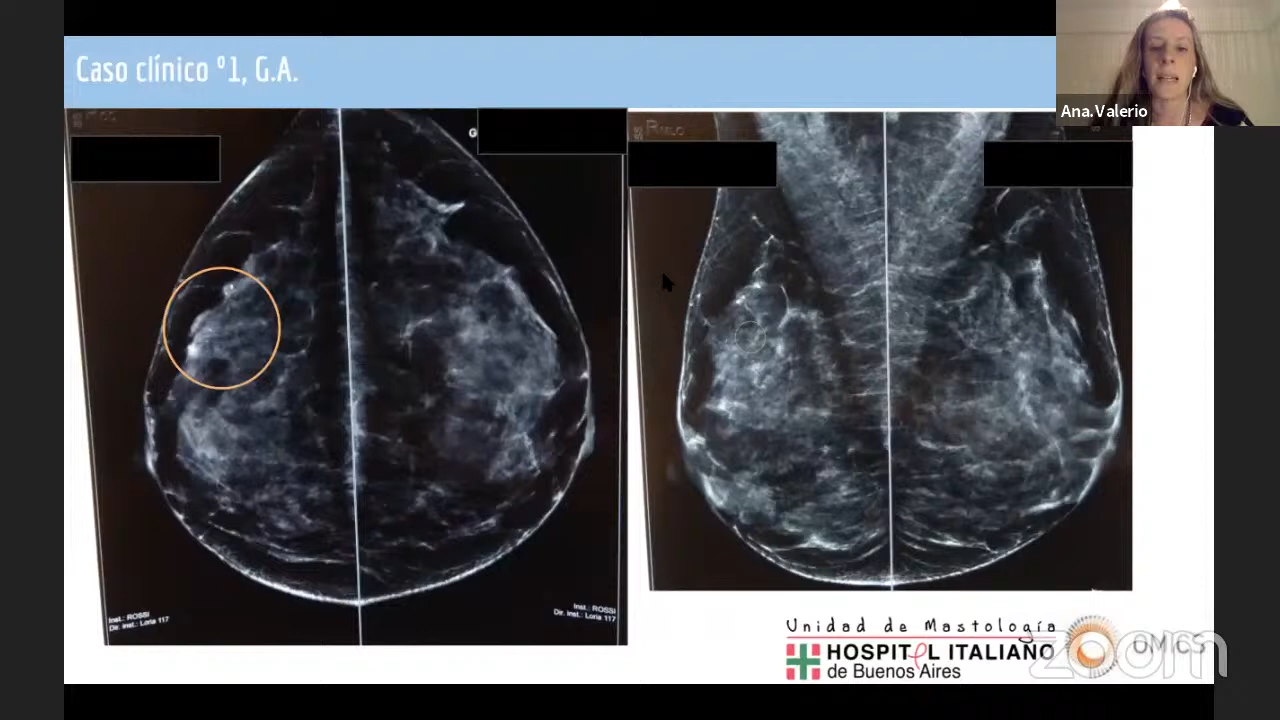 Caso clínico º1, G.A.
Ana.Valerio
G
Inst.: ROSSI
Dir. inst.: Loria 117
Inst.: ROSSI
Dir. inst.: Loria 117
Unidad de Mastología
HOSPITAL ITALIANO
de Buenos Aires
OMICS
zoom